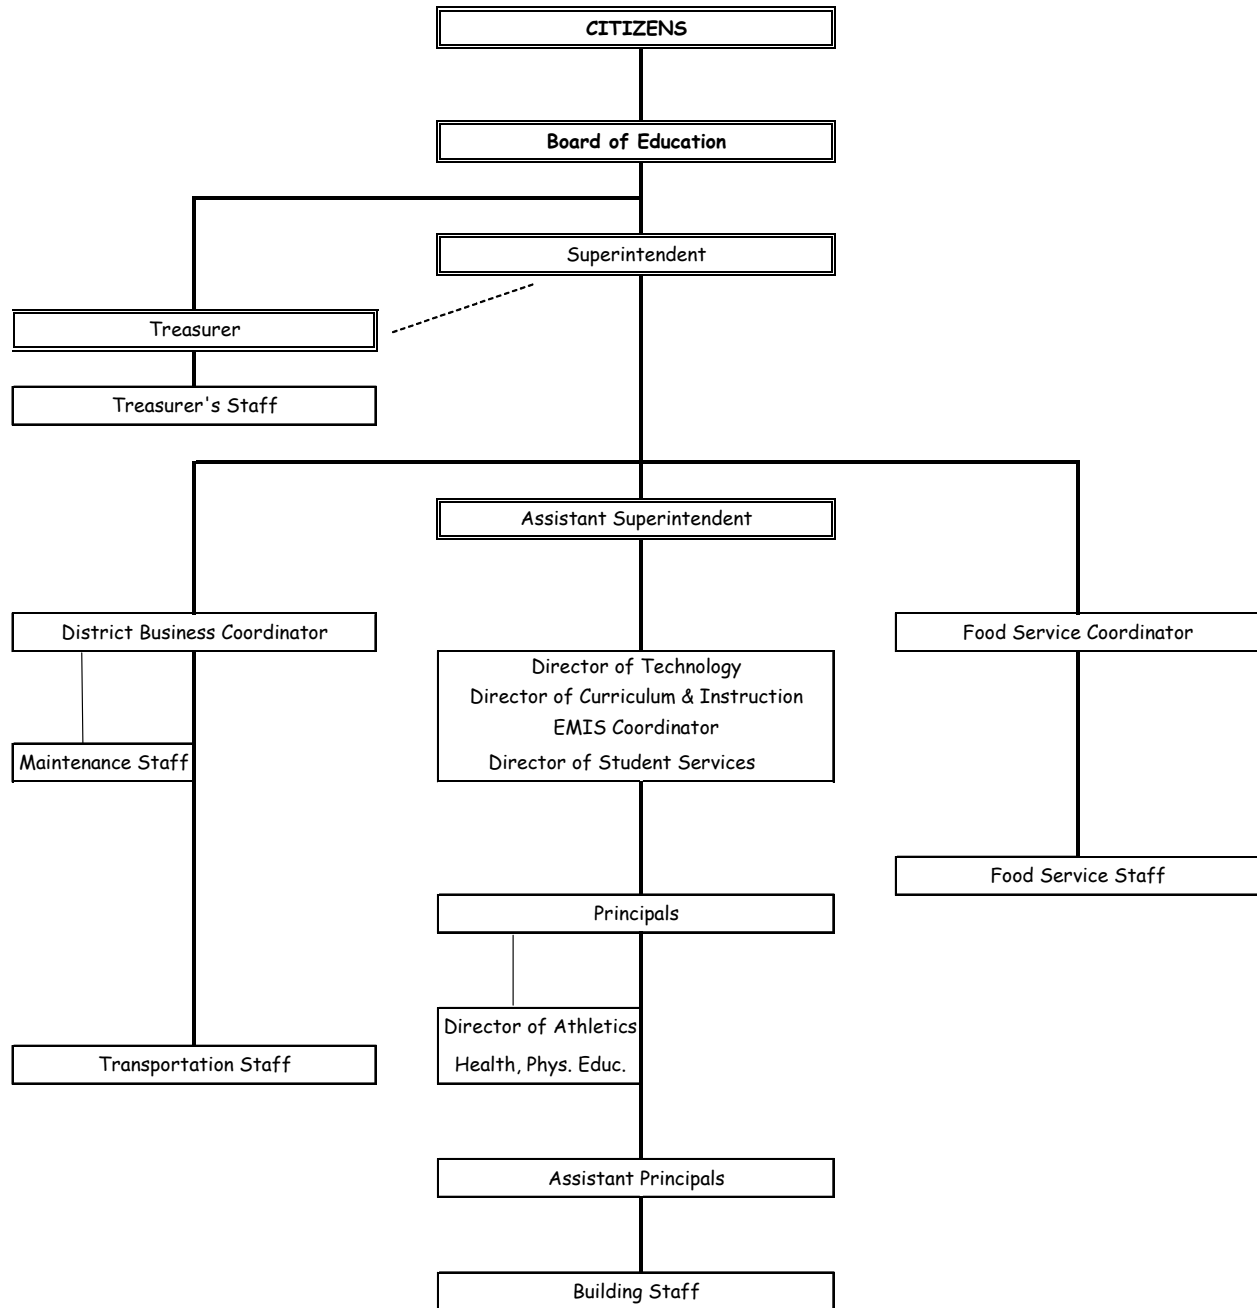 CITIZENS
Board of Education
Superintendent
Treasurer
Treasurer's Staff
Assistant Superintendent
District Business Coordinator
Food Service Coordinator
Director of Technology
Director of Curriculum & Instruction
EMIS Coordinator
Director of Student Services
Maintenance Staff
Food Service Staff
Principals
Director of Athletics
Health, Phys. Educ.
Transportation Staff
Assistant Principals
Building Staff